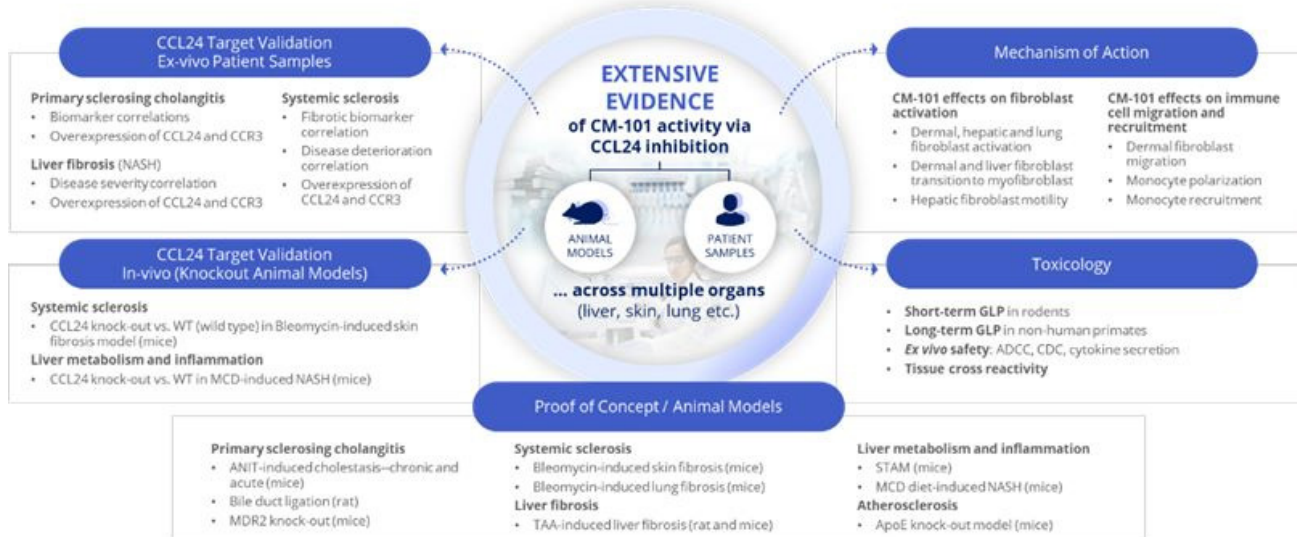 CCL24 Target Validation
Ex-vivo Patient Samples
Primary sclerosing cholangitis
• Biomarker correlations
• Overexpression of CCL24 and CCR3
Liver fibrosis (NASH)
• Disease severity correlation
• Overexpression of CCL24 and CCR3
Systemic sclerosis
• Fibrotic biomarker
correlation
• Disease deterioration
correlation
• Overexpression of
CCL24 and CCR3
EXTENSIVE
EVIDENCE
of CM-101 activity via
CCL24 inhibition
ANIMAL
MODELS
PATIENT
SAMPLES
... across multiple organs
(liver, skin, lung etc.)
Mechanism of Action
CM-101 effects on fibroblast
activation
• Dermal, hepatic and lung
fibroblast activation
• Dermal and liver fibroblast
transition to myofibroblast
• Hepatic fibroblast motility
CM-101 effects on immune
cell migration and
recruitment
• Dermal fibroblast
migration
• Monocyte polarization
• Monocyte recruitment
CCL24 Target Validation
In-vivo (Knockout Animal Models)
Systemic sclerosis
• CCL24 knock-out vs. WT (wild type) in Bleomycin-induced skin
fibrosis model (mice)
Liver metabolism and inflammation
• CCL24 knock-out vs. WT in MCD-induced NASH (mice)
Toxicology
• Short-term GLP in rodents
• Long-term GLP in non-human primates
• Ex vivo safety: ADCC, CDC, cytokine secretion
• Tissue cross reactivity
Proof of Concept / Animal Models
Primary sclerosing cholangitis
• ANIT-induced cholestasis--chronic and
acute (mice)
• Bile duct ligation (rat)
• MDR2 knock-out (mice)
Systemic sclerosis
• Bleomycin-induced skin fibrosis (mice)
• Bleomycin-induced lung fibrosis (mice)
Liver fibrosis
• TAA-induced liver fibrosis (rat and mice)
Liver metabolism and inflammation
• STAM (mice)
• MCD diet-induced NASH (mice)
Atherosclerosis
• ApoE knock-out model (mice)